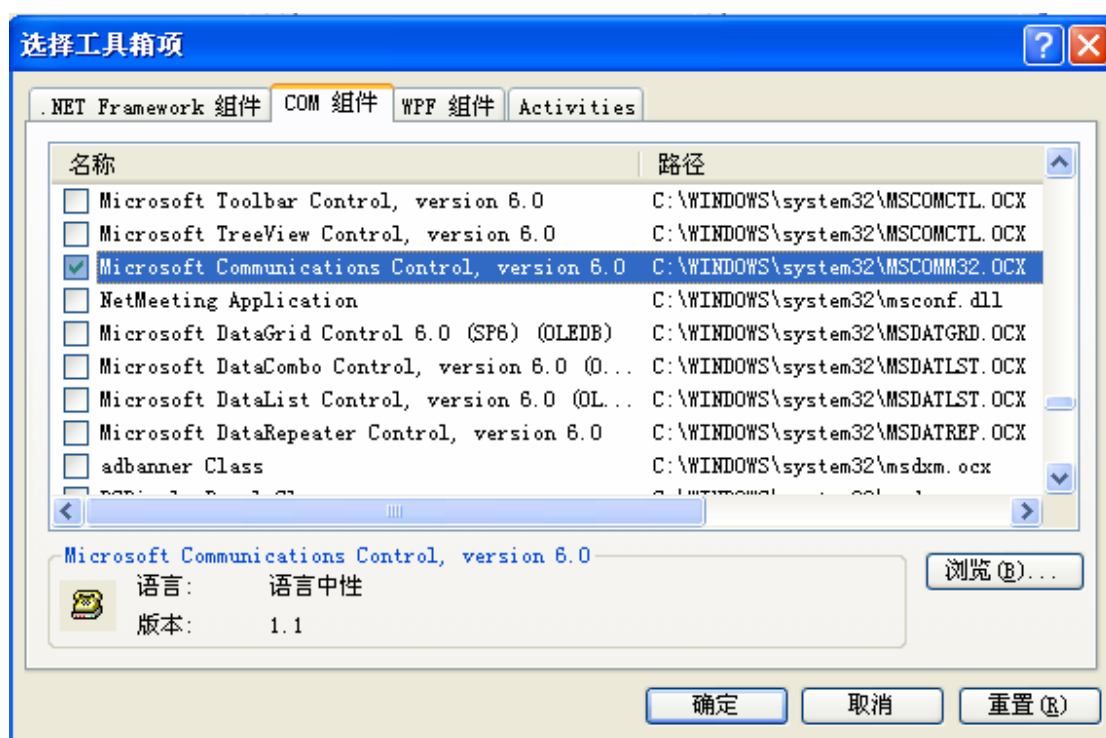 选择工具箱项
.NET Framework 组件 COM 组件 WPF 组件 Activities
名称 路径
Microsoft Toolbar Control, version 6.0 C:\WINDOWS\system32\MSCOMCTL.OCX
Microsoft TreeView Control, version 6.0 C:\WINDOWS\system32\MSCOMCTL.OCX
Microsoft Communications Control, version 6.0 C:\WINDOWS\system32\MSCOMM32.OCX
NetMeeting Application C:\WINDOWS\system32\msconf.dll
Microsoft DataGrid Control 6.0 (SP6) (OLEDB) C:\WINDOWS\system32\MSDATGRD.OCX
Microsoft DataCombo Control, version 6.0 (O... C:\WINDOWS\system32\MSDATLST.OCX
Microsoft DataList Control, version 6.0 (OL... C:\WINDOWS\system32\MSDATLST.OCX
Microsoft DataRepeater Control, version 6.0 C:\WINDOWS\system32\MSDATREP.OCX
adbanner Class C:\WINDOWS\system32\msdxm.ocx
Microsoft Communications Control, version 6.0
语言: 语言中性
浏览(B)...
版本: 1.1
确定 取消 重置(R)